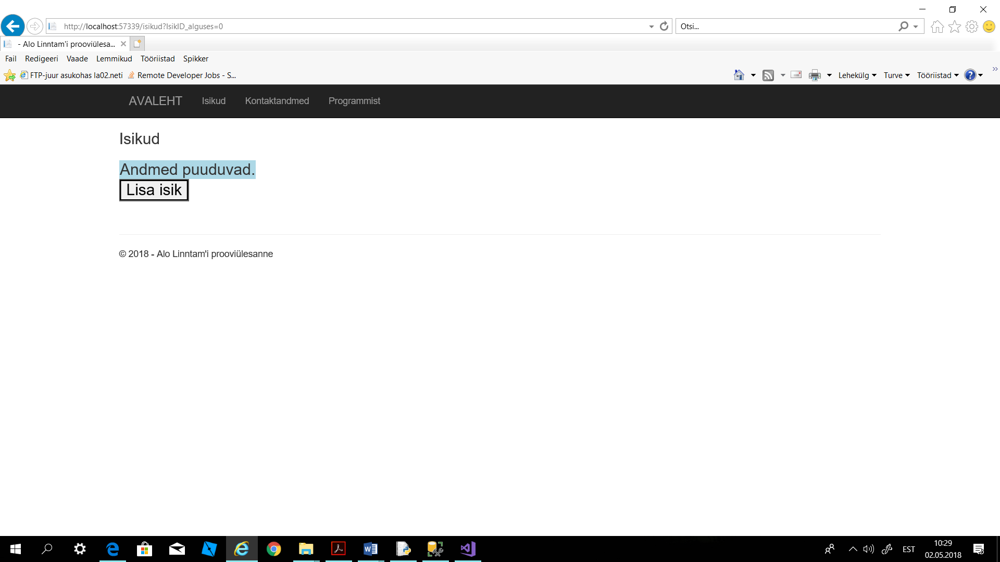 http://localhost:57339/isikud?IsikID_alguses=0
Otsi...
- Alo Linntam'i prooviülesa...
Fail Redigeeri Vaade Lemmikud Tööriistad Spikker
FTP-juur asukohas la02.neti Remote Developer Jobs - S...
Lehekülg Turve Tööriistad
AVALEHT Isikud Kontaktandmed Programmist
Isikud
Andmed puuduvad.
Lisa isik
© 2018 - Alo Linntam'i prooviülesanne
EST
10:29
02.05.2018